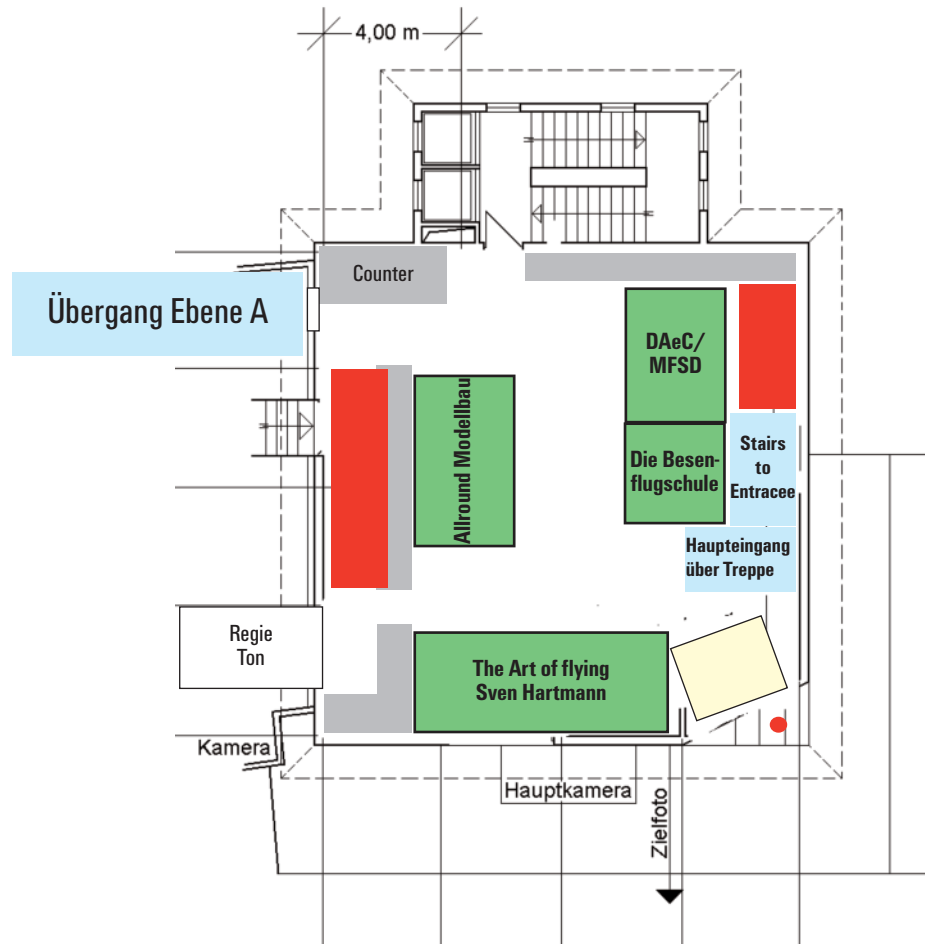 4,00 m
Counter
Übergang Ebene A
DAeC/
MFSD
Allround Modellbau
Die Besen-
flugschule
Stairs
to
Entracee
Haupteingang
über Treppe
Regie
Ton
The Art of flying
Sven Hartmann
Kamera
Hauptkamera
Zielfoto